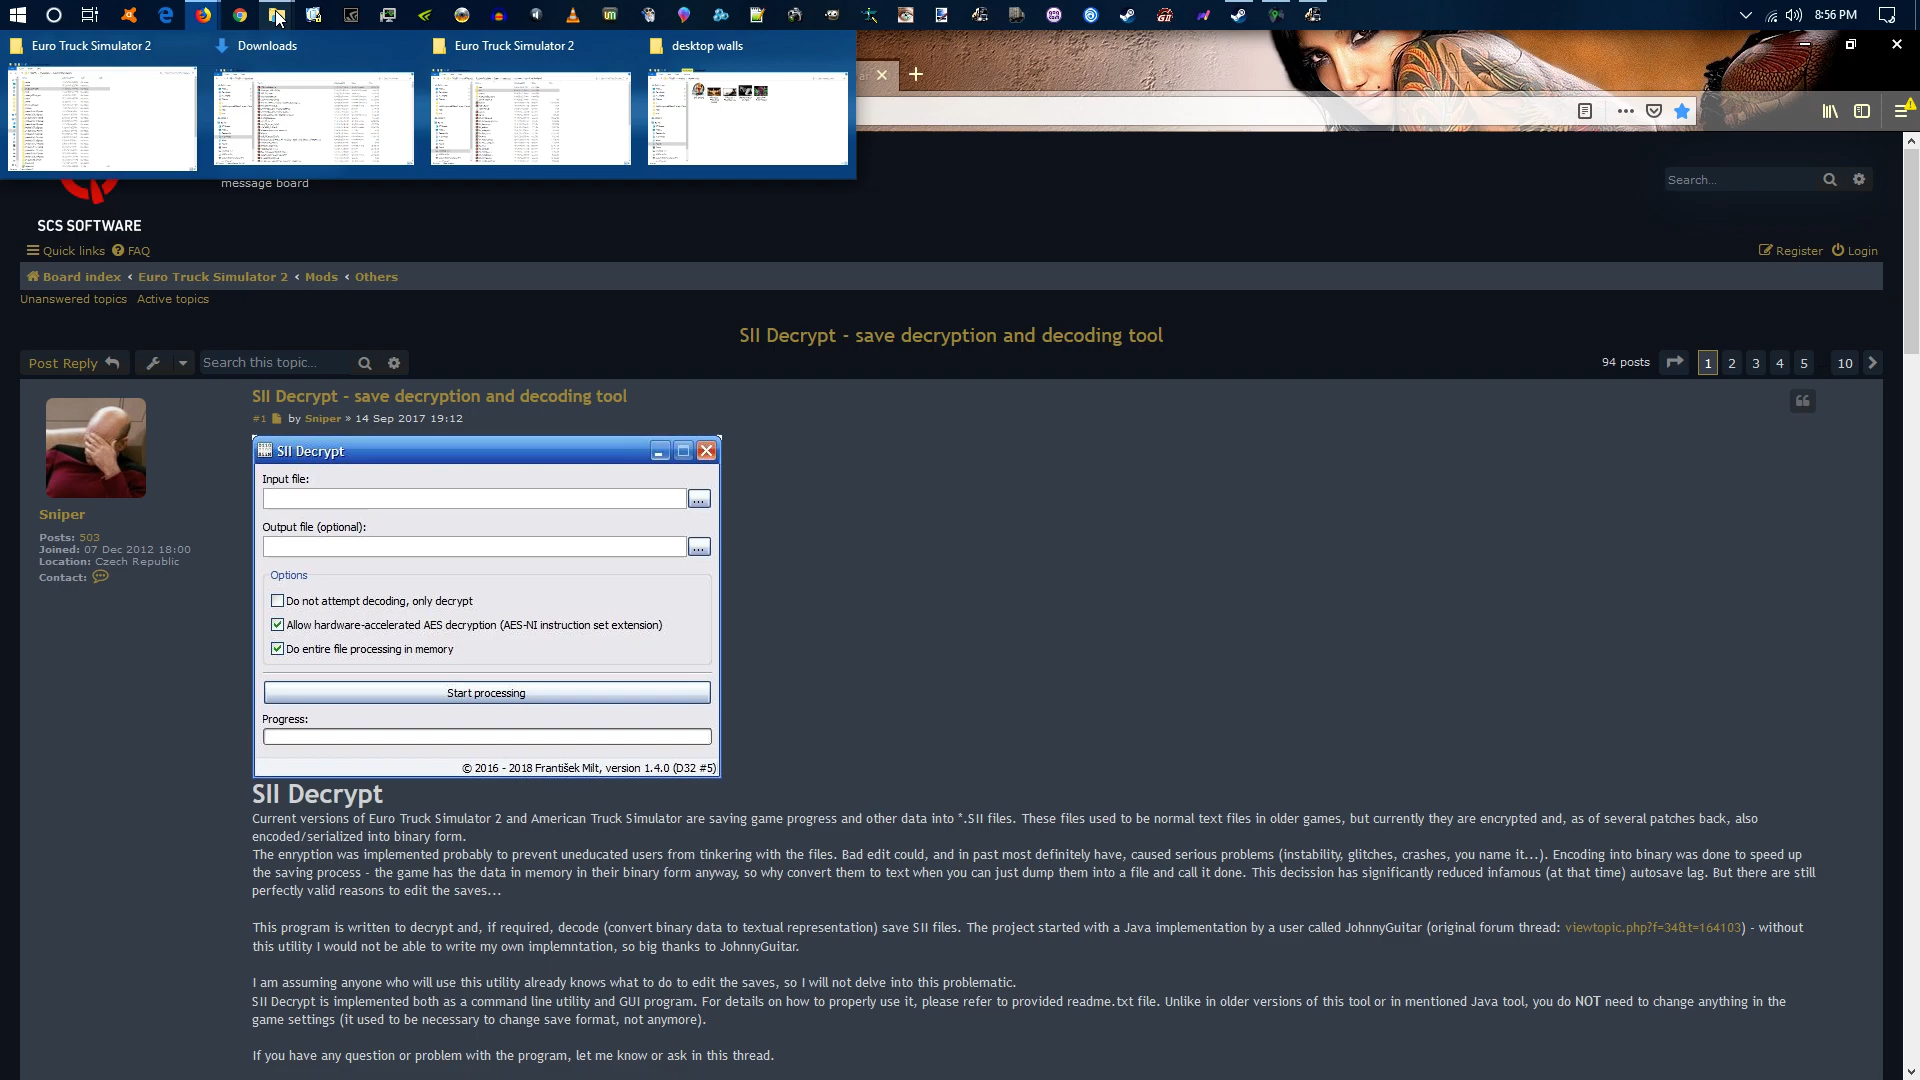 8:56 PM
Euro Truck Simulator 2
Downloads
Euro Truck Simulator 2
desktop walls
message board
Search...
SCS SOFTWARE
Quick links FAQ
Register Login
Board index ‹ Euro Truck Simulator 2 ‹ Mods ‹ Others
Unanswered topics Active topics
SII Decrypt - save decryption and decoding tool
Post Reply
Search this topic...
94 posts 1 2 3 4 5 10
SII Decrypt - save decryption and decoding tool
#1 by Sniper » 14 Sep 2017 19:12
Sniper
Posts: 503
Joined: 07 Dec 2012 18:00
Location: Czech Republic
Contact:
SII Decrypt
Input file:
...
Output file (optional):
...
Options
Do not attempt decoding, only decrypt
Allow hardware-accelerated AES decryption (AES-NI instruction set extension)
Do entire file processing in memory
Start processing
Progress:
© 2016 - 2018 František Milt, version 1.4.0 (D32 #5)
SII Decrypt
Current versions of Euro Truck Simulator 2 and American Truck Simulator are saving game progress and other data into *.SII files. These files used to be normal text files in older games, but currently they are encrypted and, as of several patches back, also
encoded/serialized into binary form.
The enryption was implemented probably to prevent uneducated users from tinkering with the files. Bad edit could, and in past most definitely have, caused serious problems (instability, glitches, crashes, you name it...). Encoding into binary was done to speed up
the saving process - the game has the data in memory in their binary form anyway, so why convert them to text when you can just dump them into a file and call it done. This decission has significantly reduced infamous (at that time) autosave lag. But there are still
perfectly valid reasons to edit the saves...
This program is written to decrypt and, if required, decode (convert binary data to textual representation) save SII files. The project started with a Java implementation by a user called JohnnyGuitar (original forum thread: viewtopic.php?f=34&t=164103) - without
this utility I would not be able to write my own implemntation, so big thanks to JohnnyGuitar.
I am assuming anyone who will use this utility already knows what to do to edit the saves, so I will not delve into this problematic.
SII Decrypt is implemented both as a command line utility and GUI program. For details on how to properly use it, please refer to provided readme.txt file. Unlike in older versions of this tool or in mentioned Java tool, you do NOT need to change anything in the
game settings (it used to be necessary to change save format, not anymore).
If you have any question or problem with the program, let me know or ask in this thread.